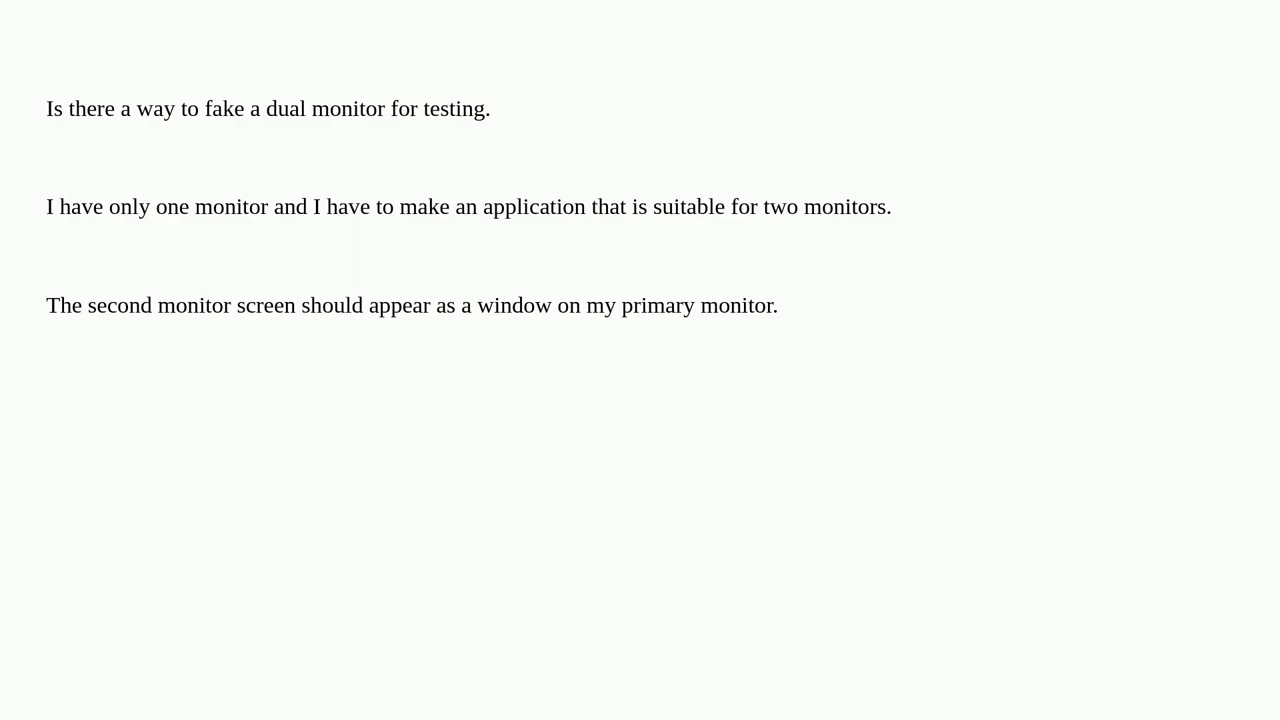 Is there a way to fake a dual monitor for testing.
I have only one monitor and I have to make an application that is suitable for two monitors.
The second monitor screen should appear as a window on my primary monitor.